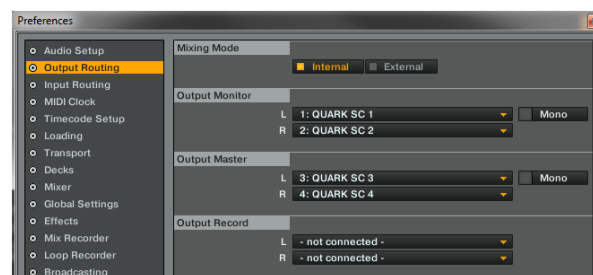 Preferences
Audio Setup
Output Routing
Input Routing
MIDI Clock
Timecode Setup
Loading
Transport
Decks
Mixer
Global Settings
Effects
Mix Recorder
Loop Recorder
Broadcasting
Mixing Mode
Internal External
Output Monitor
L 1: QUARK SC 1 Mono
R 2: QUARK SC 2
Output Master
L 3: QUARK SC 3 Mono
R 4: QUARK SC 4
Output Record
L - not connected -
R - not connected -